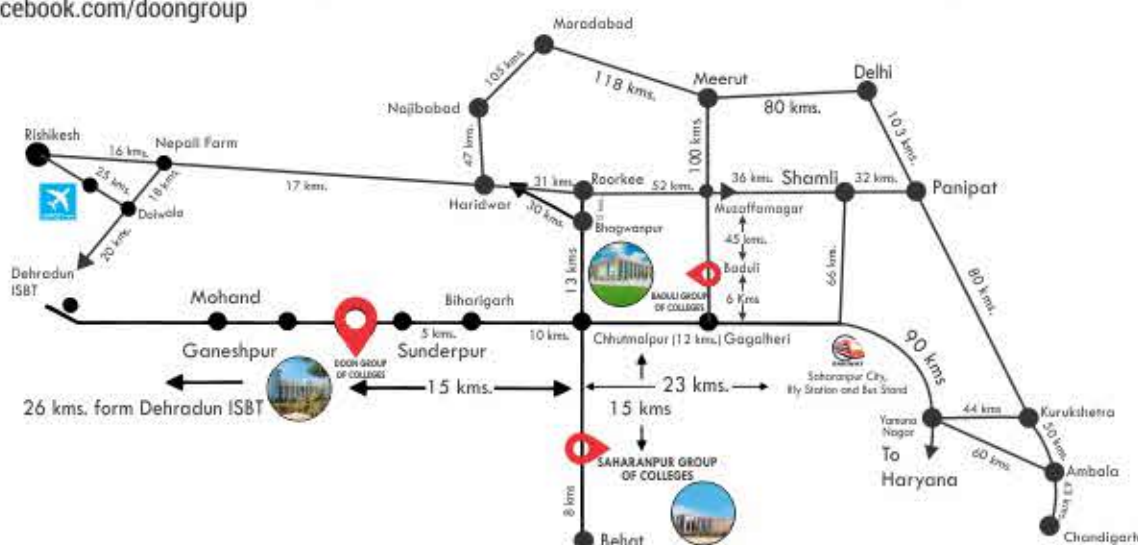 cebook.com/doongroup
Moradabad
105 kms.
118 kms.
Meerut
Delhi
80 kms.
103 kms.
Najibabad
47 kms.
100 kms
Rishikesh
16 kms.
Nepali Farm
25 kms.
18 kms.
Doiwala
20 kms.
17 kms.
Haridwar
31 kms.
Roorkee
52 kms.
36 kms.
Shamli
32 kms.
Panipat
30 kms.
Bhagwanpur
Muzaffarnagar
45 kms.
Baduli
BADULI GROUP
OF COLLEGES
6 Kms
66 kms.
80 kms.
Dehradun
ISBT
Mohand
Biharigarh
13 kms
5 kms.
10 kms.
Chhutmalpur (12 kms.) Gagalheri
90 kms
Ganeshpur
DOON GROUP
OF COLLEGES
Sunderpur
26 kms. form Dehradun ISBT
15 kms.
23 kms.
15 kms
Saharanpur City,
Rly Station and Bus Stand
Yamuna
Nagar
44 kms
Kurukshetra
To
Haryana
60 kms.
50 kms.
Ambala
43 kms
Chandigarh
SAHARANPUR GROUP
OF COLLEGES
8 kms
Behat